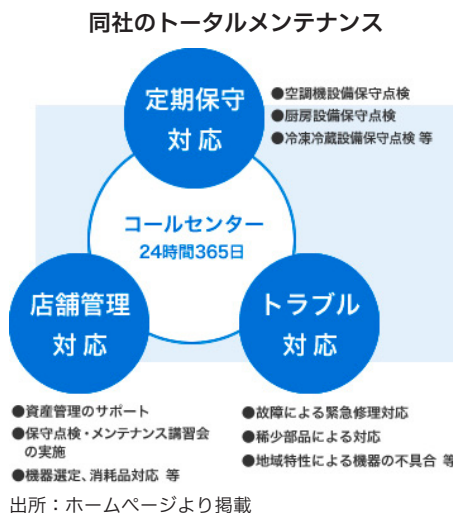 同社のトータルメンテナンス
定期保守
対応
●空調機設備保守点検
●厨房設備保守点検
●冷凍冷蔵設備保守点検 等
コールセンター
24時間365日
店舗管理
対応
トラブル
対応
●資産管理のサポート
●保守点検・メンテナンス講習会
の実施
●機器選定、消耗品対応 等
●故障による緊急修理対応
●稀少部品による対応
●地域特性による機器の不具合 等
出所：ホームページより掲載